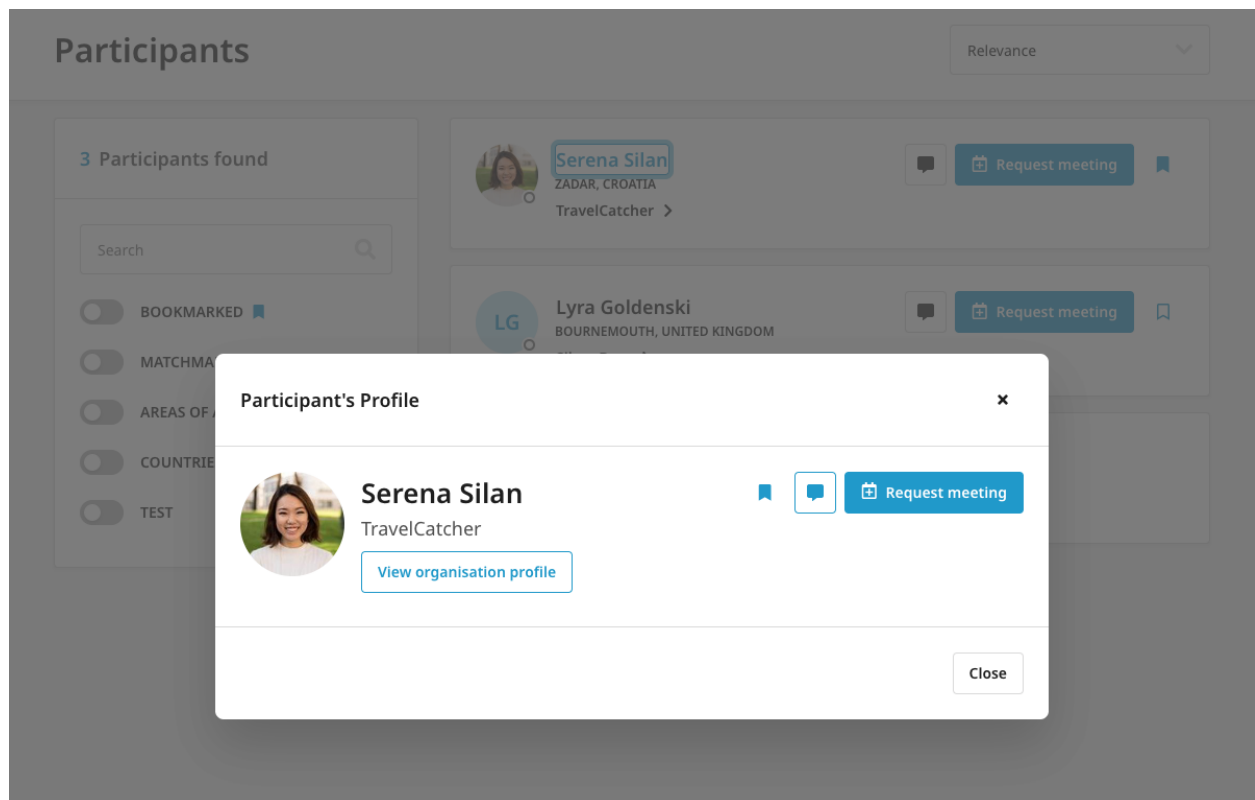 Participants
Relevance
3 Participants found
Search
BOOKMARKED
MATCHMA
AREAS OF
COUNTRIE
TEST
Serena Silan
ZADAR, CROATIA
TravelCatcher
Request meeting
LG
Lyra Goldenski
BOURNEMOUTH, UNITED KINGDOM
Request meeting
Participant's Profile
Serena Silan
TravelCatcher
View organisation profile
Request meeting
Close